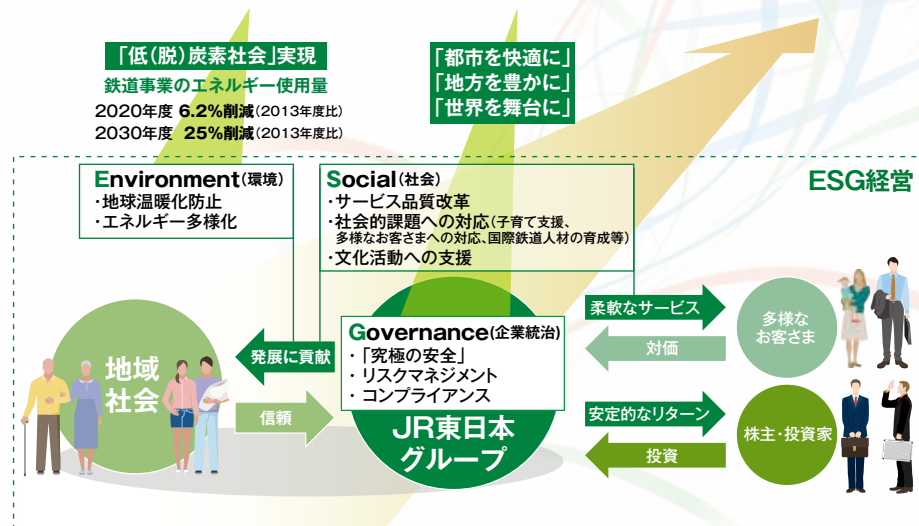 「低(脱)炭素社会」実現
鉄道事業のエネルギー使用量
2020年度 6.2%削減(2013年度比)
2030年度 25%削減(2013年度比)
「都市を快適に」
「地方を豊かに」
「世界を舞台に」
ESG経営
Environment(環境)
・地球温暖化防止
・エネルギー多様化
Social(社会)
・サービス品質改革
・社会的課題への対応(子育て支援、
多様なお客さまへの対応、国際鉄道人材の育成等)
・文化活動への支援
Governance(企業統治)
・「究極の安全」
・リスクマネジメント
・コンプライアンス
JR東日本
グループ
地域
社会
発展に貢献
信頼
柔軟なサービス
対価
多様な
お客さま
安定的なリターン
投資
株主・投資家